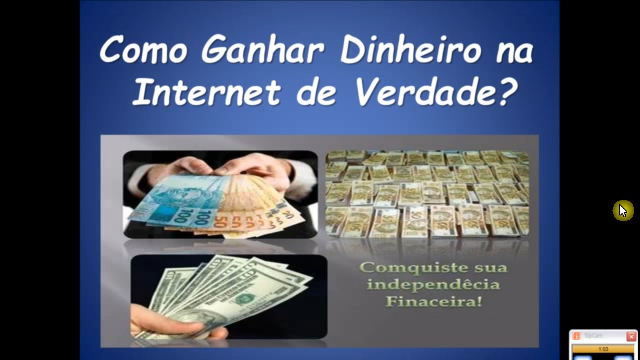 Como Ganhar Dinheiro na
Internet de Verdade?
Comquiste sua
independêcia
Finaceira!